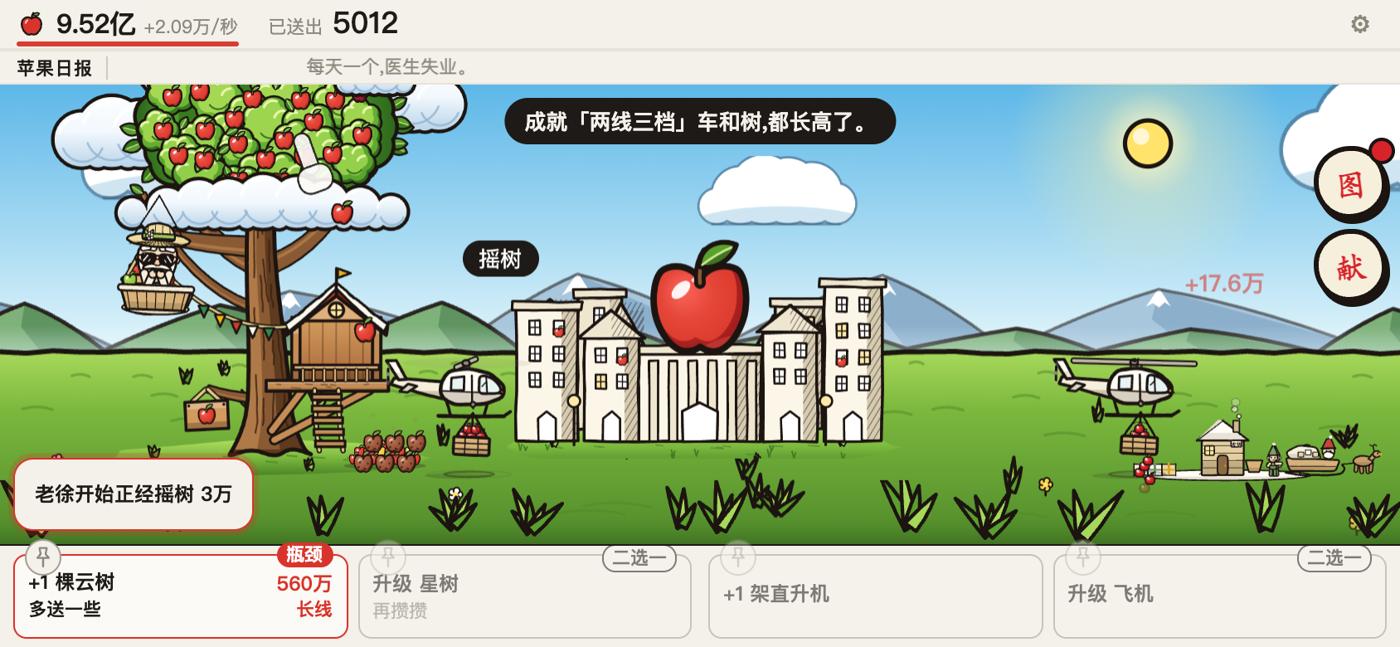 9.52亿 +2.09万/秒 已送出 5012
苹果日报 每天一个,医生失业。
成就「两线三档」车和树,都长高了。
图
摇树
献
+17.6万
老徐开始正经摇树 3万
瓶颈
+1 棵云树 560万
多送一些 长线
二选一
升级 星树
再攒攒
+1 架直升机
二选一
升级 飞机